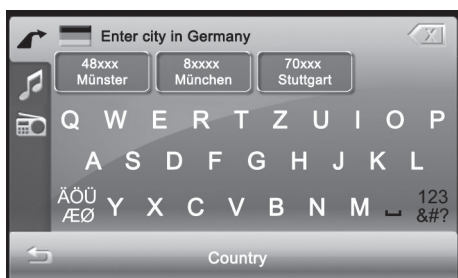 Enter city in Germany
X
48xxx 8xxxx 70xxx
Münster München Stuttgart
Q W E R T Z U I O P
A S D F G H J K L
ÄÖÜ 123
Y X C V B N M
ÆØ &#?
Country